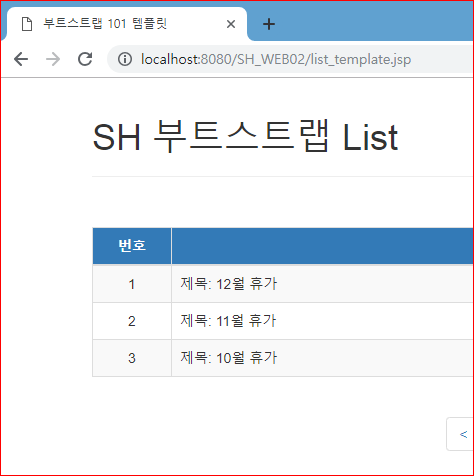 부트스트랩 101 템플릿
localhost:8080/SH_WEB02/list_template.jsp
SH 부트스트랩 List
번호
1 제목: 12월 휴가
2 제목: 11월 휴가
3 제목: 10월 휴가
<